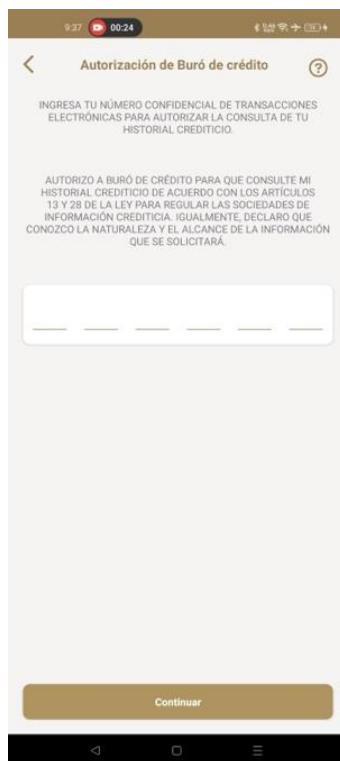 9:37 00:24
Autorización de Buró de crédito
INGRESA TU NÚMERO CONFIDENCIAL DE TRANSACCIONES
ELECTRÓNICAS PARA AUTORIZAR LA CONSULTA DE TU
HISTORIAL CREDITICIO.
AUTORIZO A BURÓ DE CRÉDITO PARA QUE CONSULTE MI
HISTORIAL CREDITICIO DE ACUERDO CON LOS ARTÍCULOS
13 Y 28 DE LA LEY PARA REGULAR LAS SOCIEDADES DE
INFORMACIÓN CREDITICIA. IGUALMENTE, DECLARO QUE
CONOZCO LA NATURALEZA Y EL ALCANCE DE LA INFORMACIÓN
QUE SE SOLICITARÁ.
Continuar